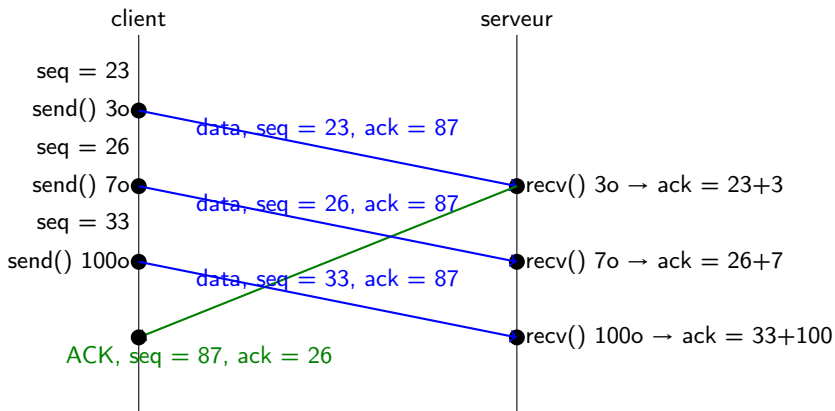 client
serveur
seq = 23
send() 3o
data, seq = 23, ack = 87
seq = 26
send() 7o
recv() 3o → ack = 23+3
data, seq = 26, ack = 87
seq = 33
send() 100o
recv() 7o → ack = 26+7
data, seq = 33, ack = 87
recv() 100o → ack = 33+100
ACK, seq = 87, ack = 26